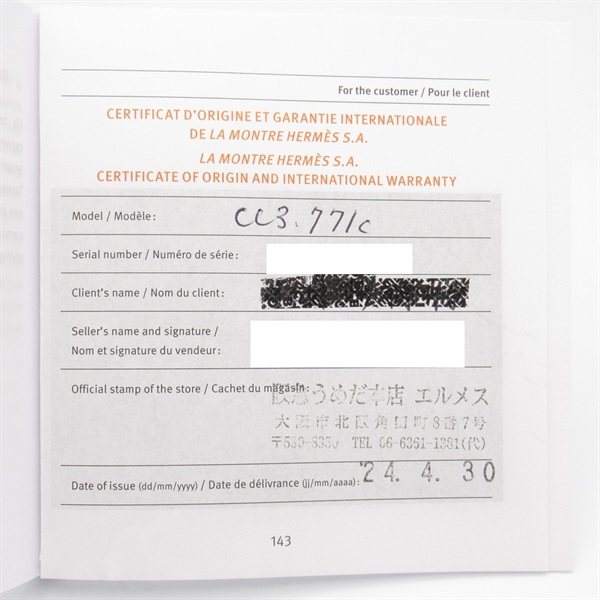 For the customer / Pour le client
CERTIFICAT D'ORIGINE ET GARANTIE INTERNATIONALE
DE LA MONTRE HERMÈS S.A.
LA MONTRE HERMÈS S.A.
CERTIFICATE OF ORIGIN AND INTERNATIONAL WARRANTY
Model / Modèle: CC3.771c
Serial number / Numéro de série:
Client's name / Nom du client:
Seller's name and signature /
Nom et signature du vendeur:
Official stamp of the store / Cachet du magasin: うめだ本店 エルメス
大阪市北区角田町8番7号
TEL 06-6361-1381(代)
Date of issue (dd/mm/yyyy) / Date de délivrance (jj/mm/aaaa): '24. 4. 30
143